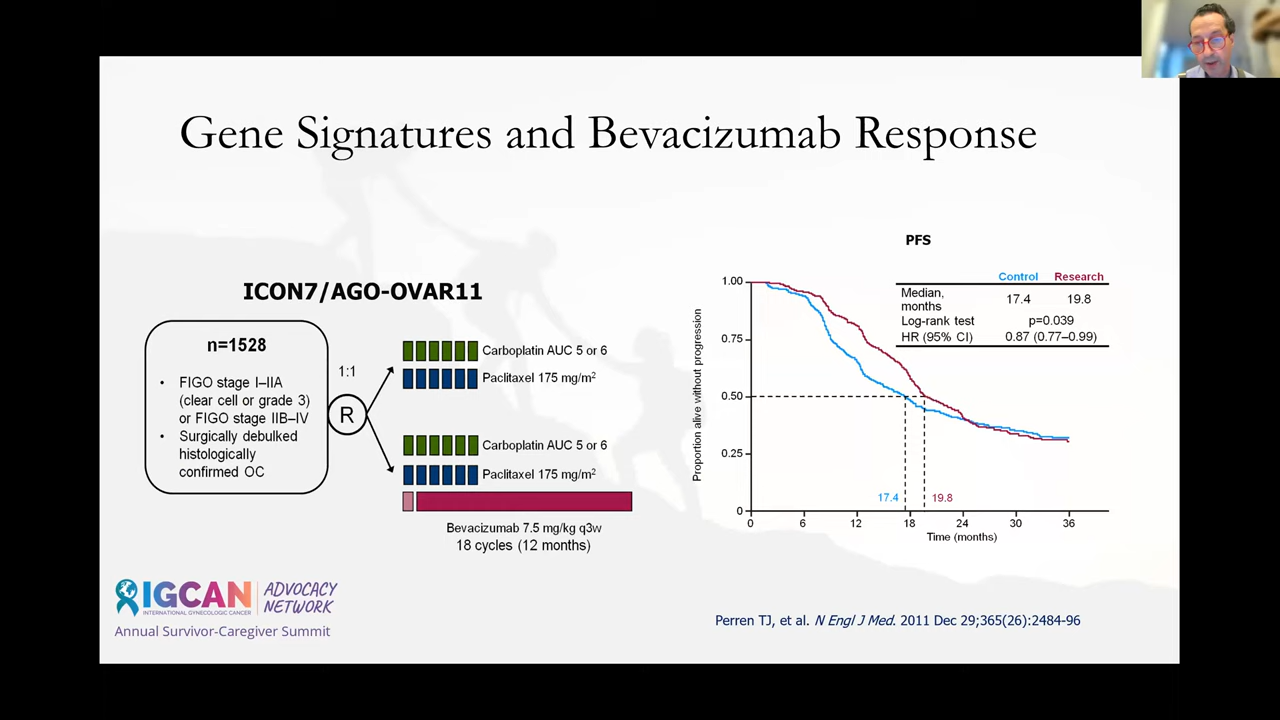 Gene Signatures and Bevacizumab Response
ICON7/AGO-OVAR11
n=1528
• FIGO stage I–IIA
(clear cell or grade 3)
or FIGO stage IIB–IV
• Surgically debulked
histologically
confirmed OC
1:1
R
Carboplatin AUC 5 or 6
Paclitaxel 175 mg/m²
Carboplatin AUC 5 or 6
Paclitaxel 175 mg/m²
Bevacizumab 7.5 mg/kg q3w
18 cycles (12 months)
PFS
Control Research
Median,
months 17.4 19.8
Log-rank test p=0.039
HR (95% CI) 0.87 (0.77–0.99)
Proportion alive without progression
1.00
0.75
0.50
0.25
0
17.4 19.8
0 6 12 18 24 30 36
Time (months)
IGCAN ADVOCACY NETWORK
INTERNATIONAL GYNECOLOGIC CANCER
Annual Survivor-Caregiver Summit
Perren TJ, et al. N Engl J Med. 2011 Dec 29;365(26):2484-96